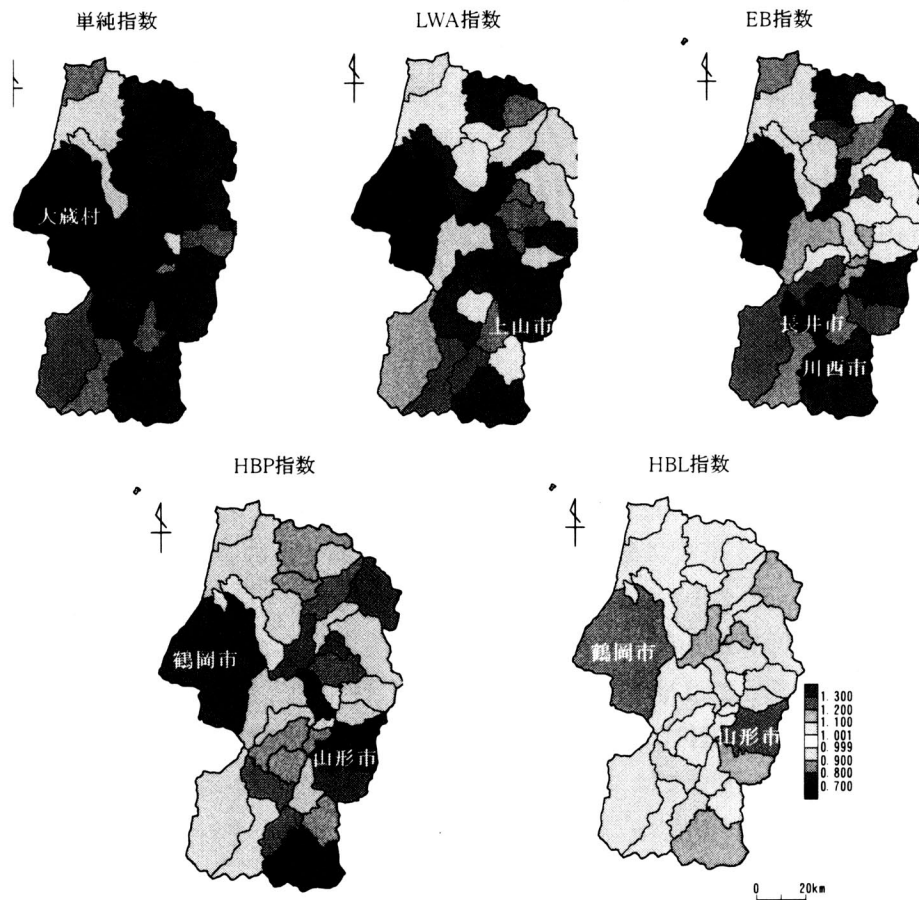 単純指数
LWA指数
EB指数
大蔵村
上山市
長井市
川西市
HBP指数
HBL指数
鶴岡市
山形市
鶴岡市
山形市
1.300
1.200
1.100
1.001
0.999
0.900
0.800
0.700
0 20km